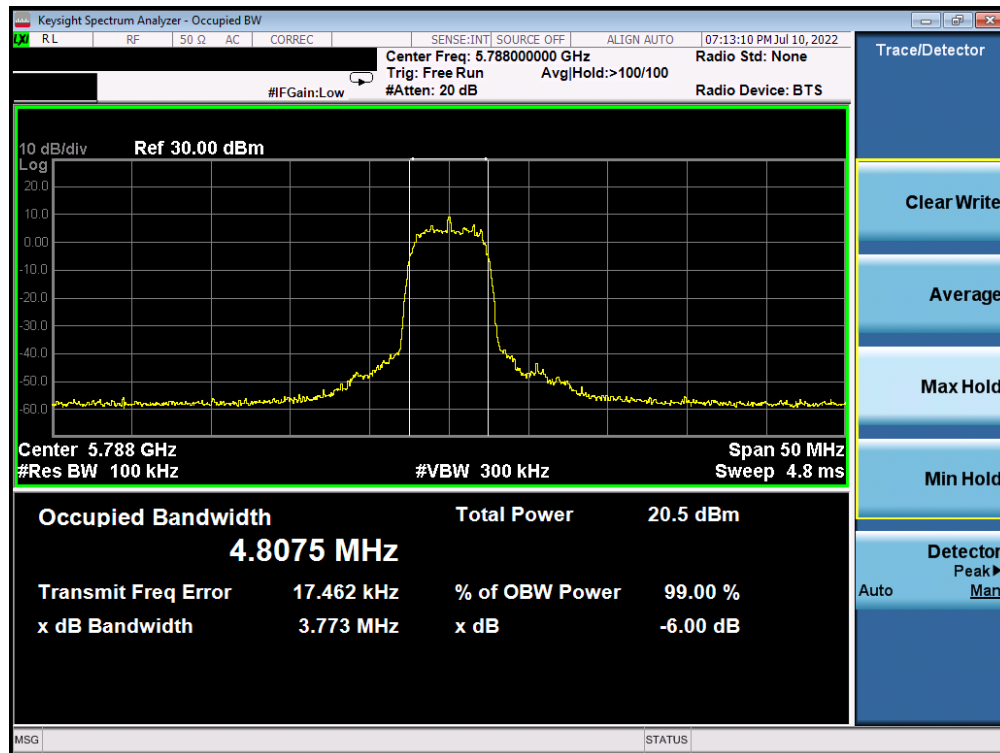 Keysight Spectrum Analyzer - Occupied BW
LXI RL RF 50 Ω AC CORREC SENSE:INT SOURCE OFF ALIGN AUTO 07:13:10 PM Jul 10, 2022
Center Freq: 5.788000000 GHz Radio Std: None
Trig: Free Run Avg|Hold:>100/100
#IFGain:Low #Atten: 20 dB Radio Device: BTS
10 dB/div Ref 30.00 dBm
Log
20.0
10.0
0.00
-10.0
-20.0
-30.0
-40.0
-50.0
-60.0
Center 5.788 GHz Span 50 MHz
#Res BW 100 kHz #VBW 300 kHz Sweep 4.8 ms
Occupied Bandwidth Total Power 20.5 dBm
4.8075 MHz
Transmit Freq Error 17.462 kHz % of OBW Power 99.00 %
x dB Bandwidth 3.773 MHz x dB -6.00 dB
Trace/Detector
Clear Write
Average
Max Hold
Min Hold
Detector
Peak▶
Auto Man
MSG STATUS